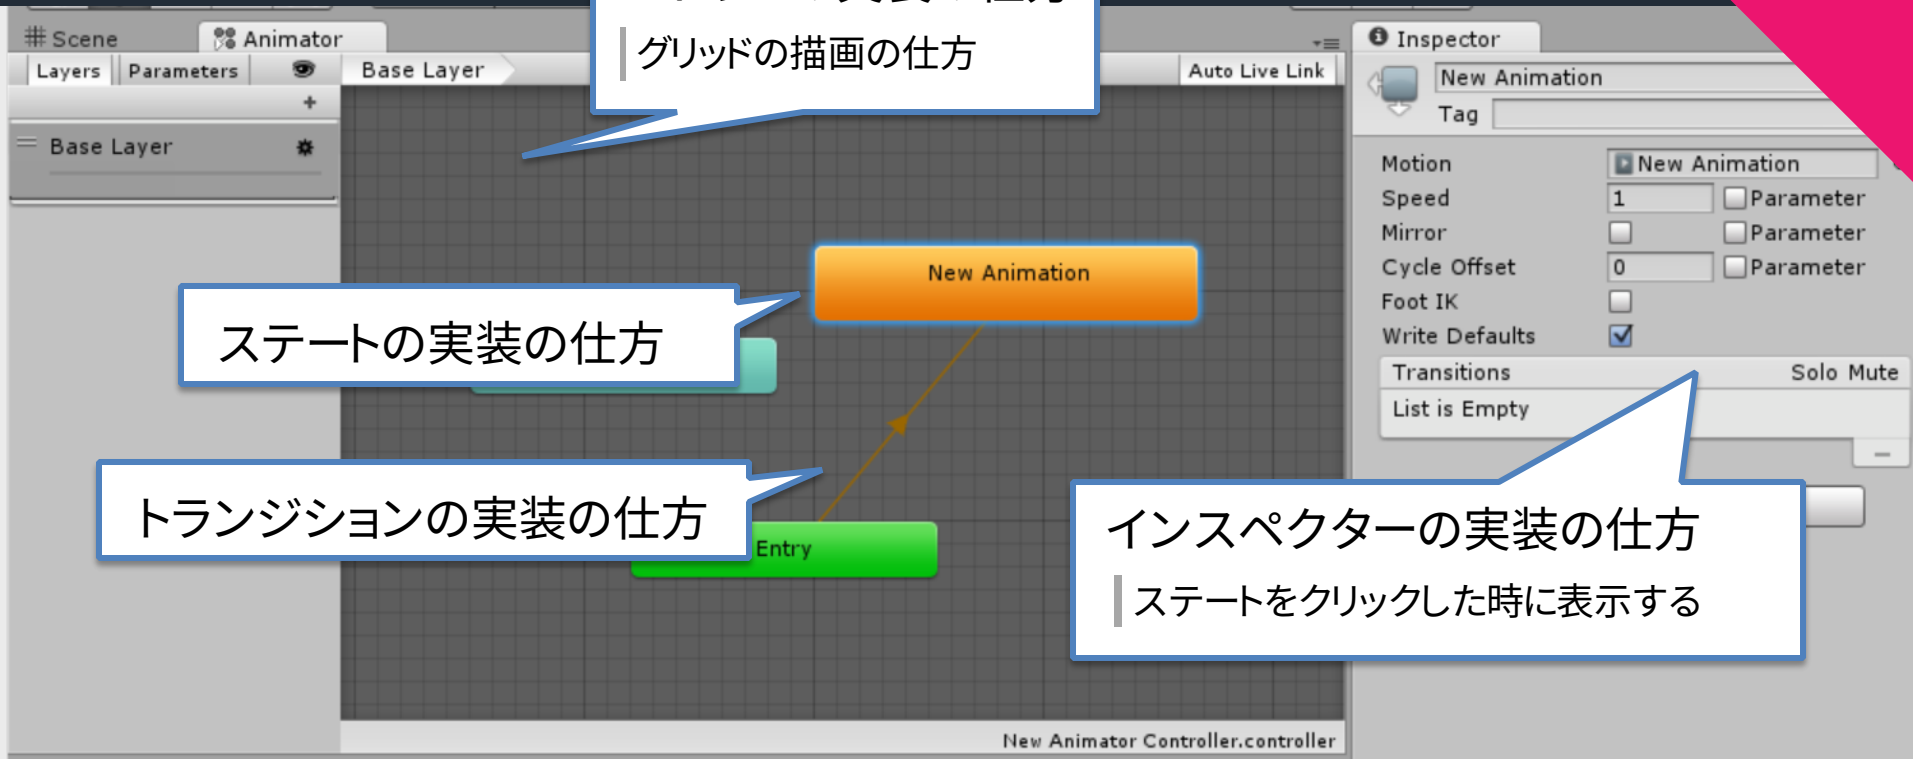 グリッドの描画の仕方
Scene
Animator
Layers
Parameters
Base Layer
Auto Live Link
Base Layer
New Animation
ステートの実装の仕方
トランジションの実装の仕方
Entry
New Animator Controller.controller
Inspector
New Animation
Tag
Motion
New Animation
Speed
1
Parameter
Mirror
Parameter
Cycle Offset
0
Parameter
Foot IK
Write Defaults
Transitions
Solo Mute
List is Empty
インスペクターの実装の仕方
ステートをクリックした時に表示する